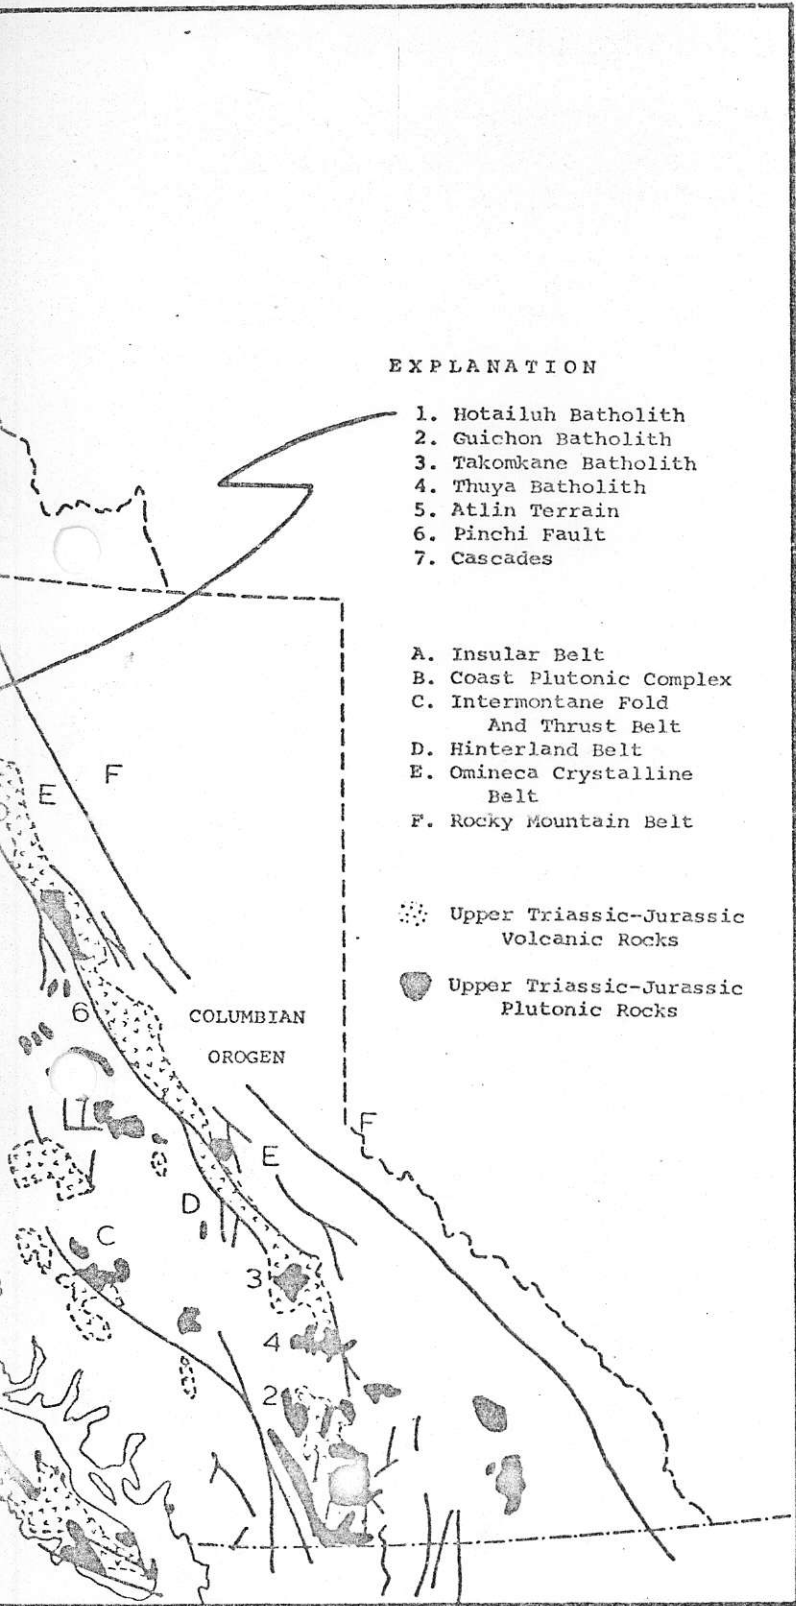 EXPLANATION
1. Hotailuh Batholith
2. Guichon Batholith
3. Takomkane Batholith
4. Thuya Batholith
5. Atlin Terrain
6. Pinchi Fault
7. Cascades
A. Insular Belt
B. Coast Plutonic Complex
C. Intermontane Fold
And Thrust Belt
D. Hinterland Belt
E. Omineca Crystalline
Belt
F. Rocky Mountain Belt
Upper Triassic-Jurassic
Volcanic Rocks
Upper Triassic-Jurassic
Plutonic Rocks
E
F
6
COLUMBIAN
OROGEN
F
E
D
C
3
4
2